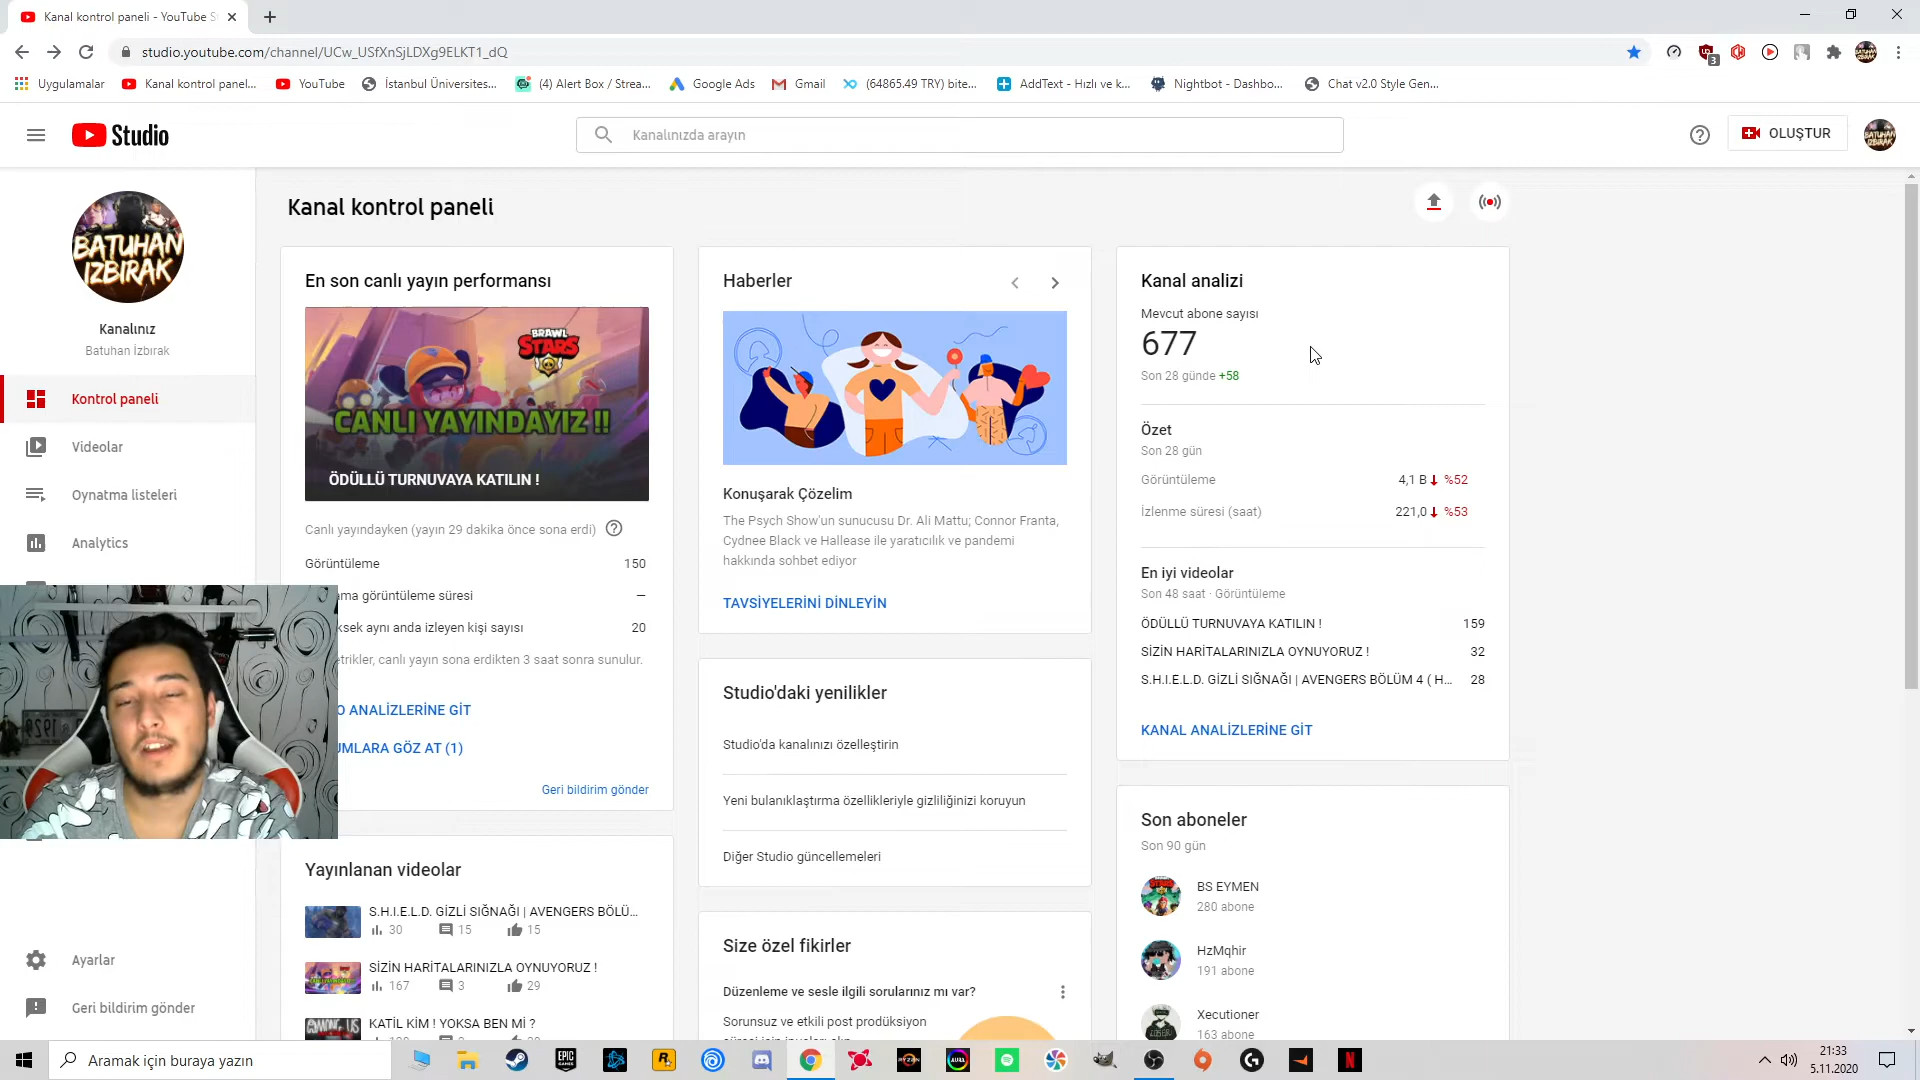 Kanal kontrol paneli - YouTube S
studio.youtube.com/channel/UCw_USfXnSjLDXg9ELKT1_dQ
3
Uygulamalar
Kanal kontrol panel...
YouTube
İstanbul Üniversites...
(4) Alert Box / Strea...
Google Ads
Gmail
(64865.49 TRY) bite...
AddText - Hızlı ve k...
Nightbot - Dashbo...
Chat v2.0 Style Gen...
Studio
Kanalınızda arayın
OLUŞTUR
BATUHAN
IZBIRAK
Kanalınız
Batuhan İzbırak
Kontrol paneli
Videolar
Oynatma listeleri
Analytics
Ayarlar
Geri bildirim gönder
Kanal kontrol paneli
En son canlı yayın performansı
BRAWL
STARS
CANLI YAYINDAYIZ !!
ÖDÜLLÜ TURNUVAYA KATILIN !
Canlı yayındayken (yayın 29 dakika önce sona erdi)
Görüntüleme 150
ama görüntüleme süresi —
ksek aynı anda izleyen kişi sayısı 20
etrikler, canlı yayın sona erdikten 3 saat sonra sunulur.
O ANALİZLERİNE GİT
UMLARA GÖZ AT (1)
Geri bildirim gönder
Yayınlanan videolar
S.H.I.E.L.D. GİZLİ SIĞNAĞI | AVENGERS BÖLÜ...
30 15 15
SİZİN HARİTALARINIZLA OYNUYORUZ !
167 3 29
KATİL KİM ! YOKSA BEN Mİ ?
Haberler
Konuşarak Çözelim
The Psych Show'un sunucusu Dr. Ali Mattu; Connor Franta,
Cydnee Black ve Hallease ile yaratıcılık ve pandemi
hakkında sohbet ediyor
TAVSİYELERİNİ DİNLEYİN
Studio'daki yenilikler
Studio'da kanalınızı özelleştirin
Yeni bulanıklaştırma özellikleriyle gizliliğinizi koruyun
Diğer Studio güncellemeleri
Size özel fikirler
Düzenleme ve sesle ilgili sorularınız mı var?
Sorunsuz ve etkili post prodüksiyon
Kanal analizi
Mevcut abone sayısı
677
Son 28 günde +58
Özet
Son 28 gün
Görüntüleme 4,1 B %52
İzlenme süresi (saat) 221,0 %53
En iyi videolar
Son 48 saat · Görüntüleme
ÖDÜLLÜ TURNUVAYA KATILIN ! 159
SİZİN HARİTALARINIZLA OYNUYORUZ ! 32
S.H.I.E.L.D. GİZLİ SIĞNAĞI | AVENGERS BÖLÜM 4 ( H... 28
KANAL ANALİZLERİNE GİT
Son aboneler
Son 90 gün
BS EYMEN
280 abone
HzMqhir
191 abone
Xecutioner
163 abone
Aramak için buraya yazın
21:33
5.11.2020